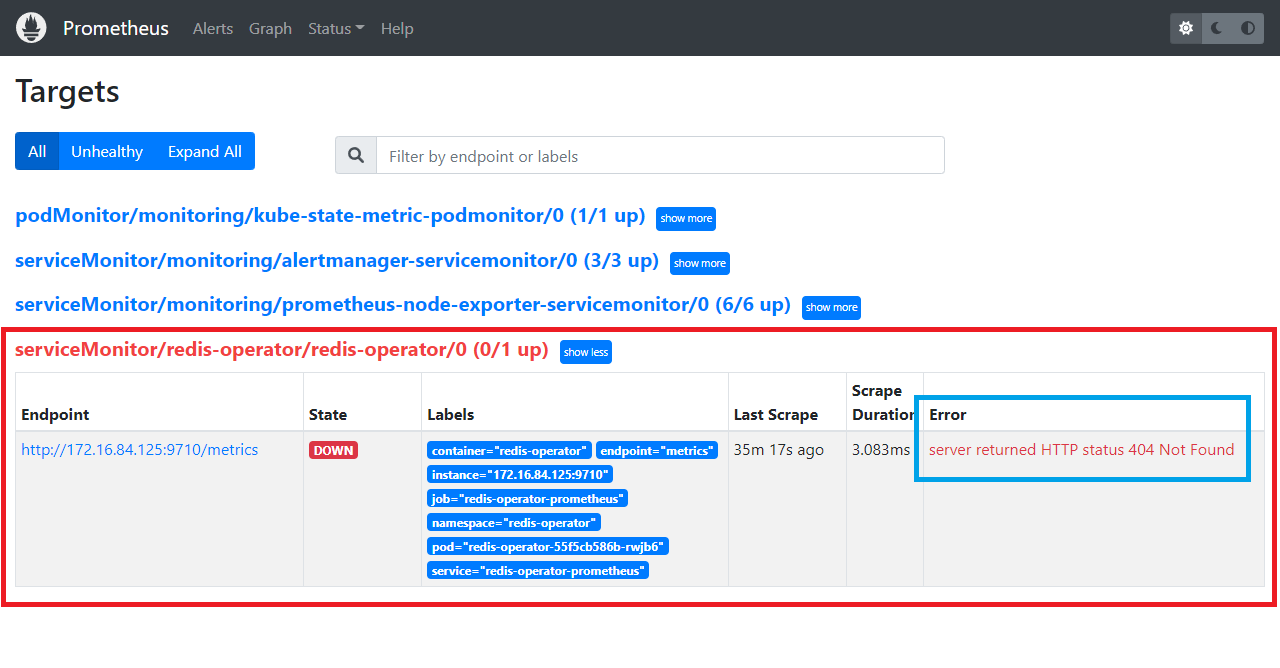 Prometheus Alerts Graph Status Help
Targets
All Unhealthy Expand All
Filter by endpoint or labels
podMonitor/monitoring/kube-state-metric-podmonitor/0 (1/1 up) show more
serviceMonitor/monitoring/alertmanager-servicemonitor/0 (3/3 up) show more
serviceMonitor/monitoring/prometheus-node-exporter-servicemonitor/0 (6/6 up) show more
serviceMonitor/redis-operator/redis-operator/0 (0/1 up) show less
Endpoint State Labels Last Scrape Scrape Duration Error
http://172.16.84.125:9710/metrics DOWN container="redis-operator" endpoint="metrics" 35m 17s ago 3.083ms server returned HTTP status 404 Not Found
instance="172.16.84.125:9710"
job="redis-operator-prometheus"
namespace="redis-operator"
pod="redis-operator-55f5cb586b-rwjb6"
service="redis-operator-prometheus"